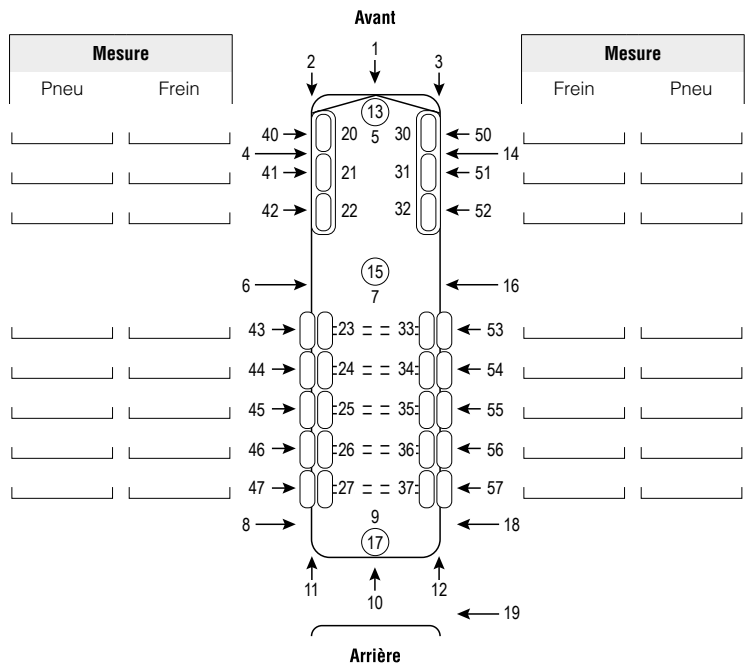 Avant
Mesure
Mesure
Pneu Frein
Frein Pneu
1
2 3
13
40 20 5 30 50
4 14
41 21 31 51
42 22 32 52
15
6 16
7
43 23 33 53
44 24 34 54
45 25 35 55
46 26 36 56
47 27 37 57
9
8 18
17
11 12
10
19
Arrière